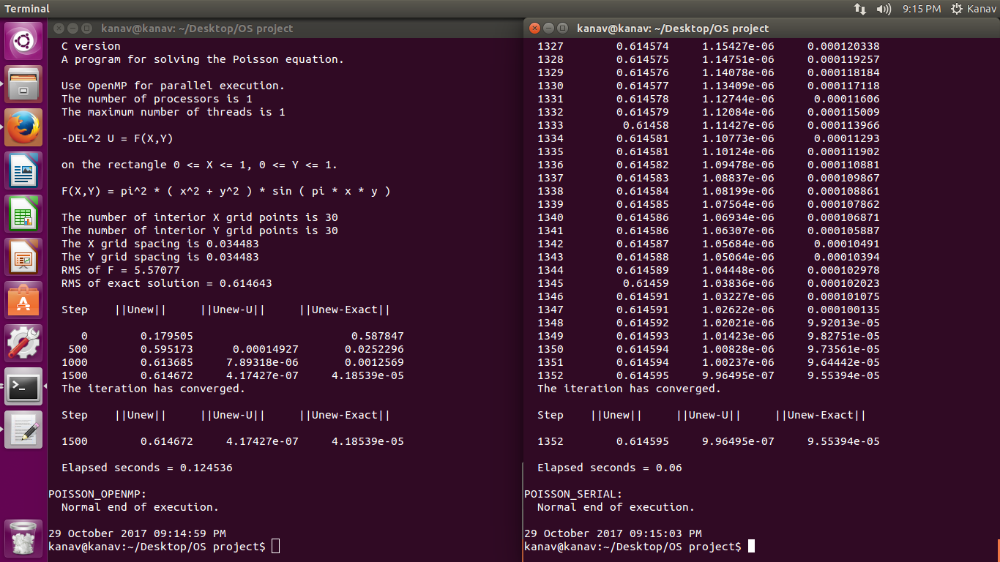 Terminal
9:15 PM
Kanav
kanav@kanav: ~/Desktop/OS project
C version
A program for solving the Poisson equation.
Use OpenMP for parallel execution.
The number of processors is 1
The maximum number of threads is 1
-DEL^2 U = F(X,Y)
on the rectangle 0 <= X <= 1, 0 <= Y <= 1.
F(X,Y) = pi^2 * ( x^2 + y^2 ) * sin ( pi * x * y )
The number of interior X grid points is 30
The number of interior Y grid points is 30
The X grid spacing is 0.034483
The Y grid spacing is 0.034483
RMS of F = 5.57077
RMS of exact solution = 0.614643
Step ||Unew|| ||Unew-U|| ||Unew-Exact||
0 0.179505 0.587847
500 0.595173 0.00014927 0.0252296
1000 0.613685 7.89318e-06 0.0012569
1500 0.614672 4.17427e-07 4.18539e-05
The iteration has converged.
Step ||Unew|| ||Unew-U|| ||Unew-Exact||
1500 0.614672 4.17427e-07 4.18539e-05
Elapsed seconds = 0.124536
POISSON_OPENMP:
Normal end of execution.
29 October 2017 09:14:59 PM
kanav@kanav:~/Desktop/OS project$
kanav@kanav: ~/Desktop/OS project
1327 0.614574 1.15427e-06 0.000120338
1328 0.614575 1.14751e-06 0.000119257
1329 0.614576 1.14078e-06 0.000118184
1330 0.614577 1.13409e-06 0.000117118
1331 0.614578 1.12744e-06 0.00011606
1332 0.614579 1.12084e-06 0.000115009
1333 0.61458 1.11427e-06 0.000113966
1334 0.614581 1.10773e-06 0.00011293
1335 0.614581 1.10124e-06 0.000111902
1336 0.614582 1.09478e-06 0.000110881
1337 0.614583 1.08837e-06 0.000109867
1338 0.614584 1.08199e-06 0.000108861
1339 0.614585 1.07564e-06 0.000107862
1340 0.614586 1.06934e-06 0.000106871
1341 0.614586 1.06307e-06 0.000105887
1342 0.614587 1.05684e-06 0.00010491
1343 0.614588 1.05064e-06 0.00010394
1344 0.614589 1.04448e-06 0.000102978
1345 0.61459 1.03836e-06 0.000102023
1346 0.614591 1.03227e-06 0.000101075
1347 0.614591 1.02622e-06 0.000100135
1348 0.614592 1.02021e-06 9.92013e-05
1349 0.614593 1.01423e-06 9.82751e-05
1350 0.614594 1.00828e-06 9.73561e-05
1351 0.614594 1.00237e-06 9.64442e-05
1352 0.614595 9.96495e-07 9.55394e-05
The iteration has converged.
Step ||Unew|| ||Unew-U|| ||Unew-Exact||
1352 0.614595 9.96495e-07 9.55394e-05
Elapsed seconds = 0.06
POISSON_SERIAL:
Normal end of execution.
29 October 2017 09:15:03 PM
kanav@kanav:~/Desktop/OS project$